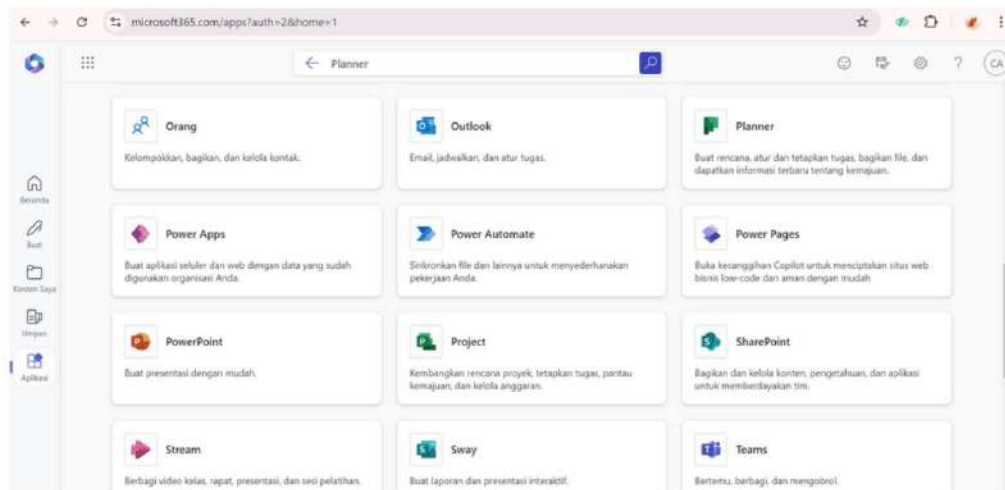 microsoft365.com/apps?auth=2&home=1
Planner
CA
Beranda
Buat
Konten Saya
Umpan
Aplikasi
Orang
Kelompokkan, bagikan, dan kelola kontak.
Outlook
Email, jadwalkan, dan atur tugas.
Planner
Buat rencana, atur dan tetapkan tugas, bagikan file, dan
dapatkan informasi terbaru tentang kemajuan.
Power Apps
Buat aplikasi seluler dan web dengan data yang sudah
digunakan organisasi Anda.
Power Automate
Sinkronkan file dan lainnya untuk menyederhanakan
pekerjaan Anda.
Power Pages
Buka kecanggihan Copilot untuk menciptakan situs web
bisnis low-code dan aman dengan mudah
PowerPoint
Buat presentasi dengan mudah.
Project
Kembangkan rencana proyek, tetapkan tugas, pantau
kemajuan, dan kelola anggaran.
SharePoint
Bagikan dan kelola konten, pengetahuan, dan aplikasi
untuk memberdayakan tim.
Stream
Berbagi video kelas, rapat, presentasi, dan sesi pelatihan.
Sway
Buat laporan dan presentasi interaktif.
Teams
Bertemu, berbagi, dan mengobrol.